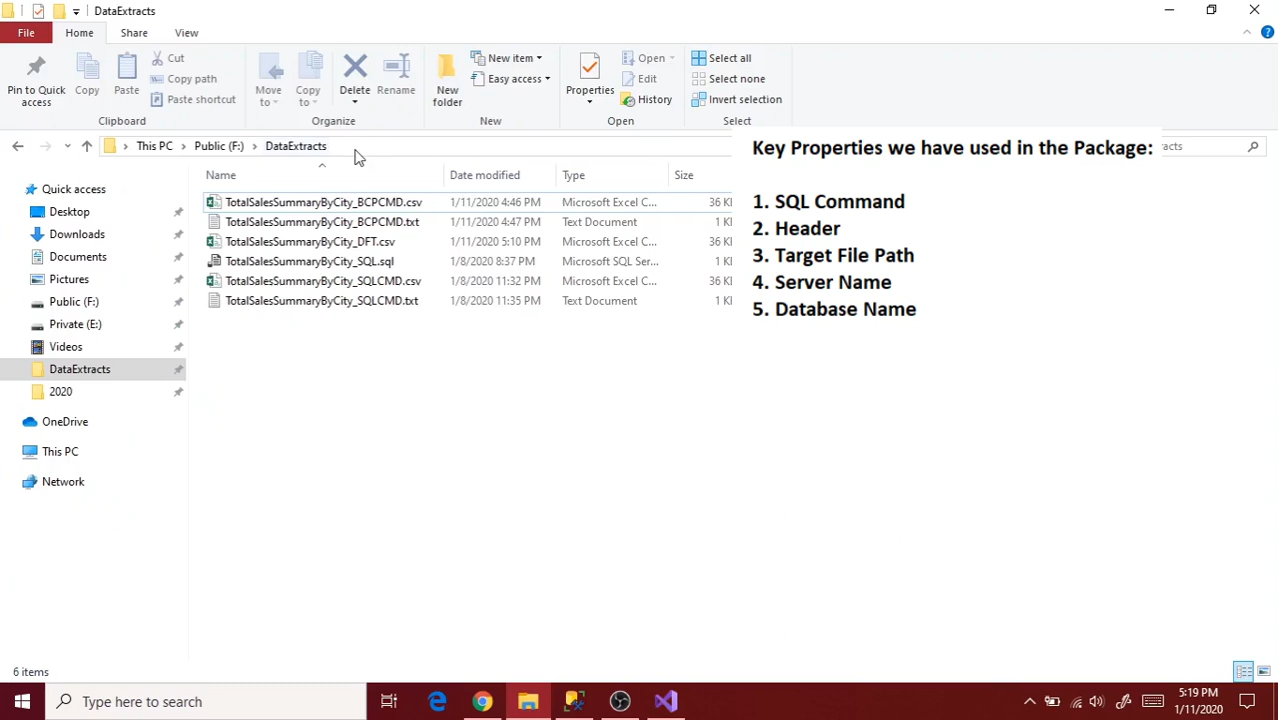 DataExtracts
File Home Share View
Pin to Quick access
Copy
Paste
Cut
Copy path
Paste shortcut
Clipboard
Move to
Copy to
Delete
Rename
Organize
New folder
New item
Easy access
New
Properties
Open
Edit
History
Open
Select all
Select none
Invert selection
Select
This PC > Public (F:) > DataExtracts
Name Date modified Type Size
TotalSalesSummaryByCity_BCPCMD.csv 1/11/2020 4:46 PM Microsoft Excel C... 36 K
TotalSalesSummaryByCity_BCPCMD.txt 1/11/2020 4:47 PM Text Document 1 K
TotalSalesSummaryByCity_DFT.csv 1/11/2020 5:10 PM Microsoft Excel C... 36 K
TotalSalesSummaryByCity_SQL.sql 1/8/2020 8:37 PM Microsoft SQL Ser... 1 K
TotalSalesSummaryByCity_SQLCMD.csv 1/8/2020 11:32 PM Microsoft Excel C... 36 K
TotalSalesSummaryByCity_SQLCMD.txt 1/8/2020 11:35 PM Text Document 1 K
Quick access
Desktop
Downloads
Documents
Pictures
Public (F:)
Private (E:)
Videos
DataExtracts
2020
OneDrive
This PC
Network
Key Properties we have used in the Package:
1. SQL Command
2. Header
3. Target File Path
4. Server Name
5. Database Name
6 items
Type here to search
5:19 PM
1/11/2020